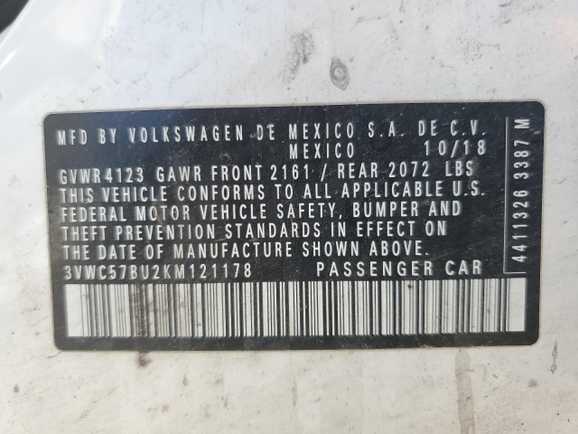 MFD BY VOLKSWAGEN DE MEXICO S.A. DE C.V.
MEXICO 10/18
GVWR 4123 GAWR FRONT 2161 / REAR 2072 LBS
THIS VEHICLE CONFORMS TO ALL APPLICABLE U.S.
FEDERAL MOTOR VEHICLE SAFETY, BUMPER AND
THEFT PREVENTION STANDARDS IN EFFECT ON
THE DATE OF MANUFACTURE SHOWN ABOVE.
3VWC57BU2KM121178 PASSENGER CAR
4411326 3387 M